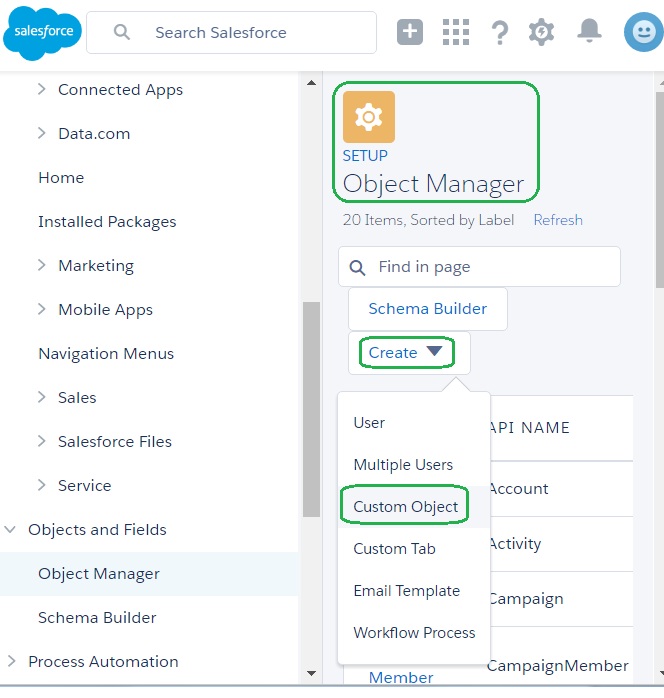 salesforce
Search Salesforce
?
Connected Apps
Data.com
Home
Installed Packages
Marketing
Mobile Apps
Navigation Menus
Sales
Salesforce Files
Service
Objects and Fields
Object Manager
Schema Builder
Process Automation
SETUP
Object Manager
20 Items, Sorted by Label Refresh
Find in page
Schema Builder
Create
User
Multiple Users
Custom Object
Custom Tab
Email Template
Workflow Process
API NAME
Account
Activity
Campaign
CampaignMember
Member